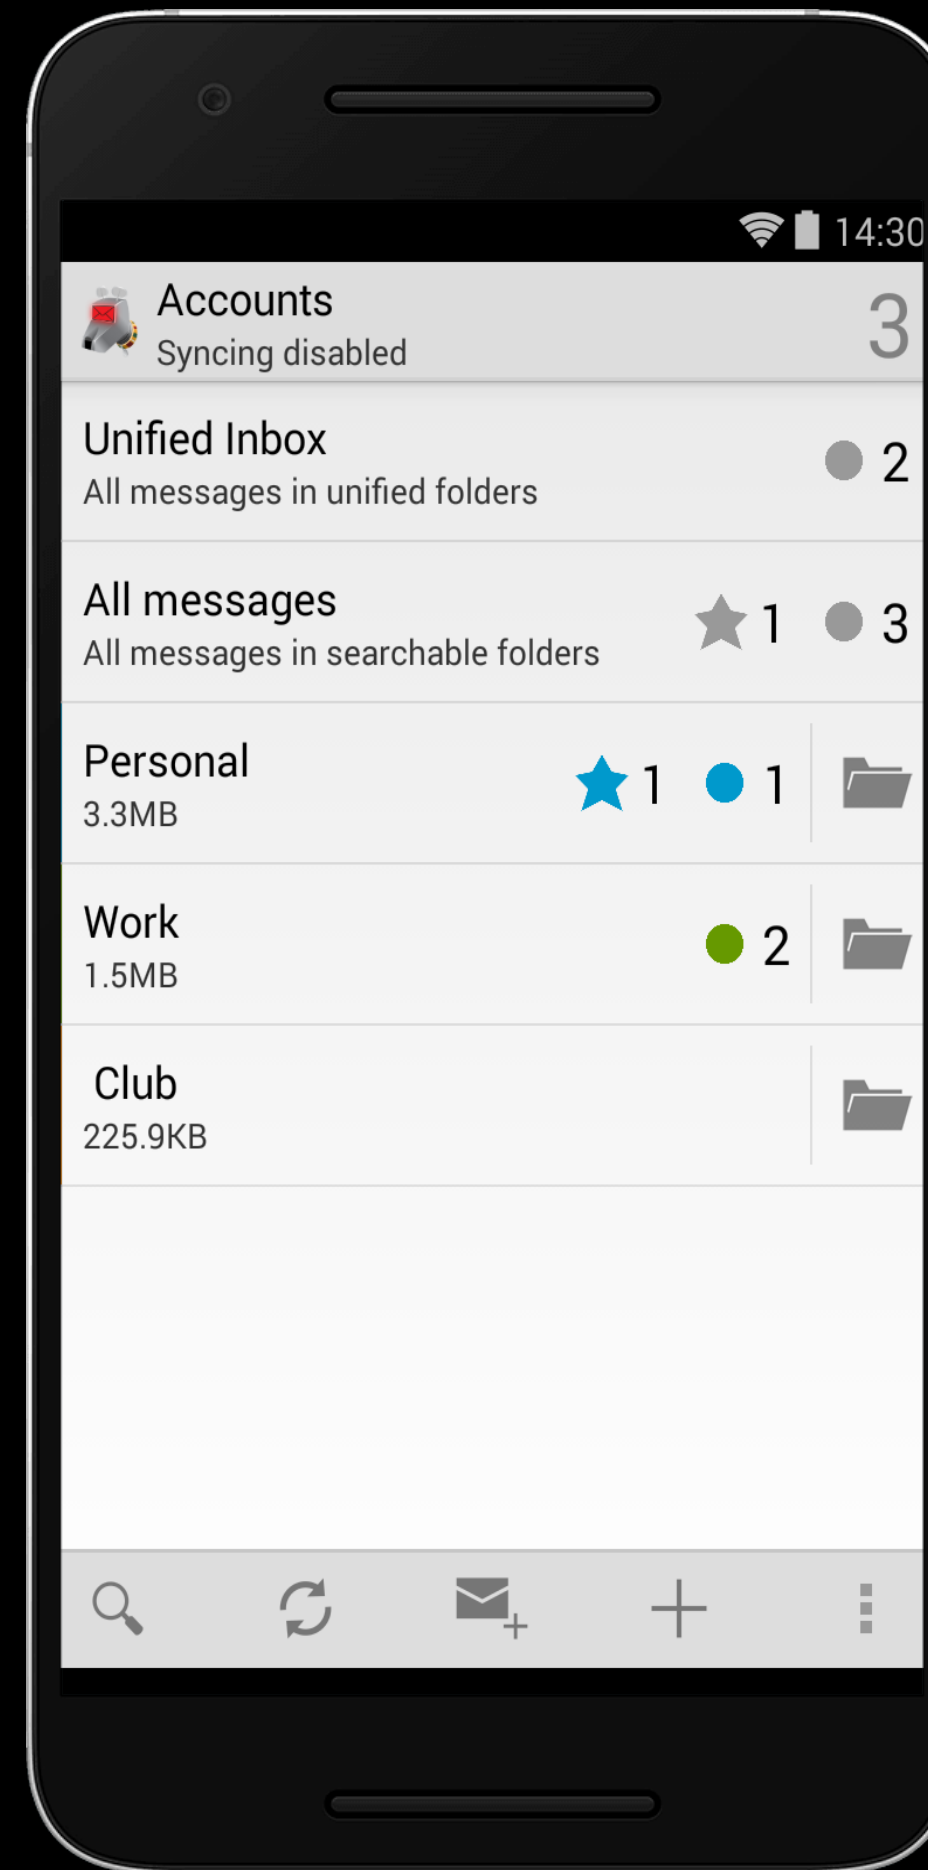 14:30
Accounts
Syncing disabled
3
Unified Inbox
All messages in unified folders
2
All messages
All messages in searchable folders
1
3
Personal
3.3MB
1
1
Work
1.5MB
2
Club
225.9KB